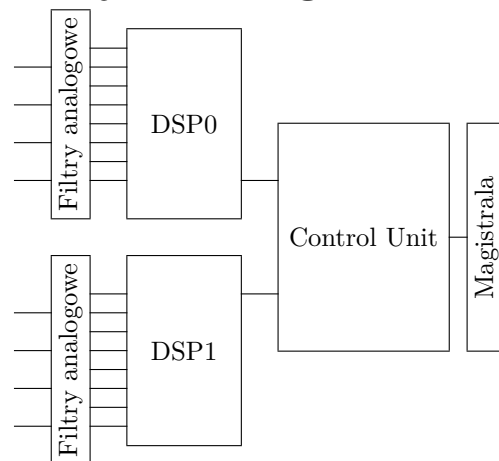 Filtry analogowe
DSP0
Control Unit
Magistrala
Filtry analogowe
DSP1